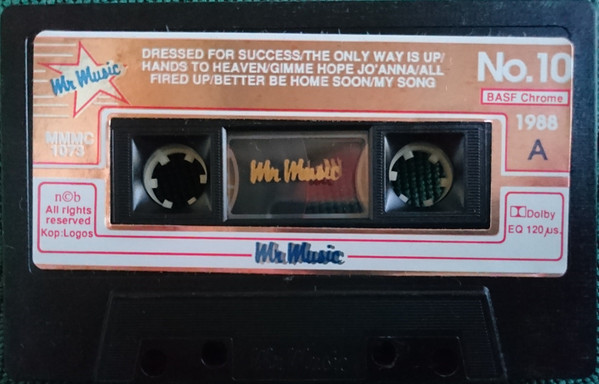 Mr Music
DRESSED FOR SUCCESS/THE ONLY WAY IS UP/
HANDS TO HEAVEN/GIMME HOPE JO'ANNA/ALL
FIRED UP/BETTER BE HOME SOON/MY SONG
No.10
BASF Chrome
1988
A
MMMC
1073
Mr Music
n©b
All rights
reserved
Kop:Logos
Dolby
EQ 120 µs.
Mr Music
Mr Music